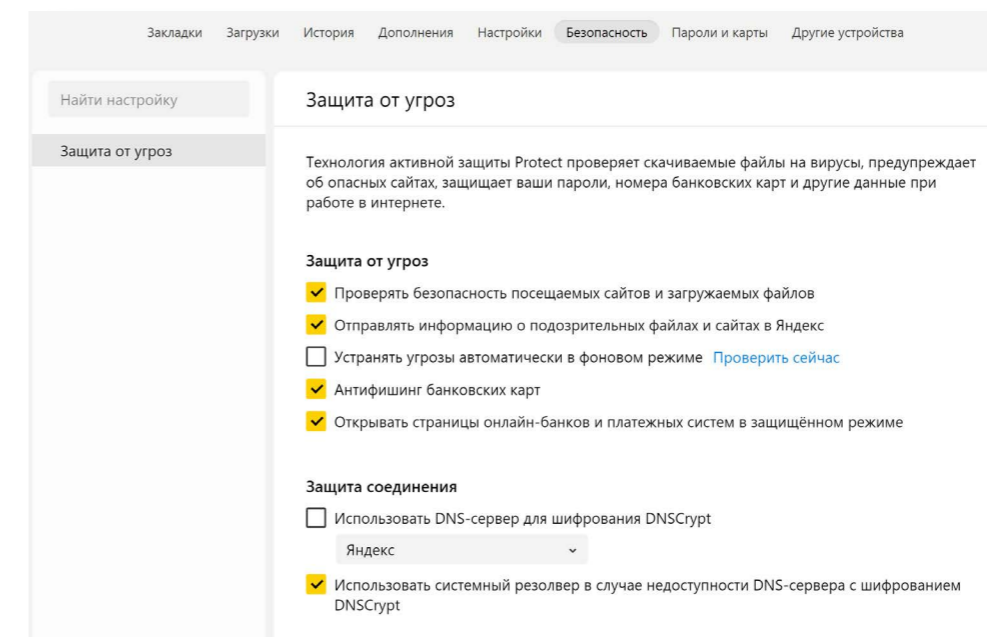 Закладки Загрузки История Дополнения Настройки Безопасность Пароли и карты Другие устройства
Найти настройку
Защита от угроз
Защита от угроз
Технология активной защиты Protect проверяет скачиваемые файлы на вирусы, предупреждает
об опасных сайтах, защищает ваши пароли, номера банковских карт и другие данные при
работе в интернете.
Защита от угроз
Проверять безопасность посещаемых сайтов и загружаемых файлов
Отправлять информацию о подозрительных файлах и сайтах в Яндекс
Устранять угрозы автоматически в фоновом режиме Проверить сейчас
Антифишинг банковских карт
Открывать страницы онлайн-банков и платежных систем в защищённом режиме
Защита соединения
Использовать DNS-сервер для шифрования DNSCrypt
Яндекс
Использовать системный резолвер в случае недоступности DNS-сервера с шифрованием
DNSCrypt